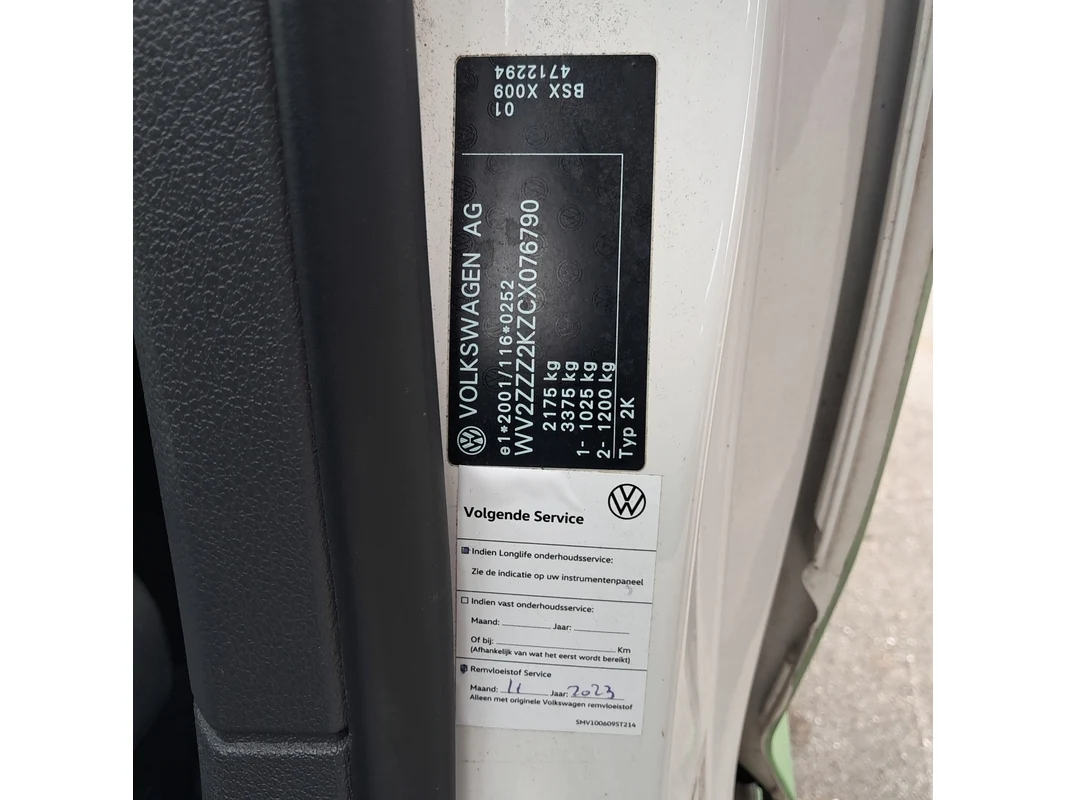 VOLKSWAGEN AG
e1*2001/116*0252
WV2ZZZ2KZCX076790
2175 kg
3375 kg
1- 1025 kg
2- 1200 kg
Typ 2K
01
BSX X009
4712294
Volgende Service
Indien Longlife onderhoudsservice:
Zie de indicatie op uw instrumentenpaneel
Indien vast onderhoudsservice:
Maand: Jaar:
Of bij: Km
(Afhankelijk van wat het eerst wordt bereikt)
Remvloeistof Service
Maand: 11 Jaar: 2023
Alleen met originele Volkswagen remvloeistof
SMV100609ST214